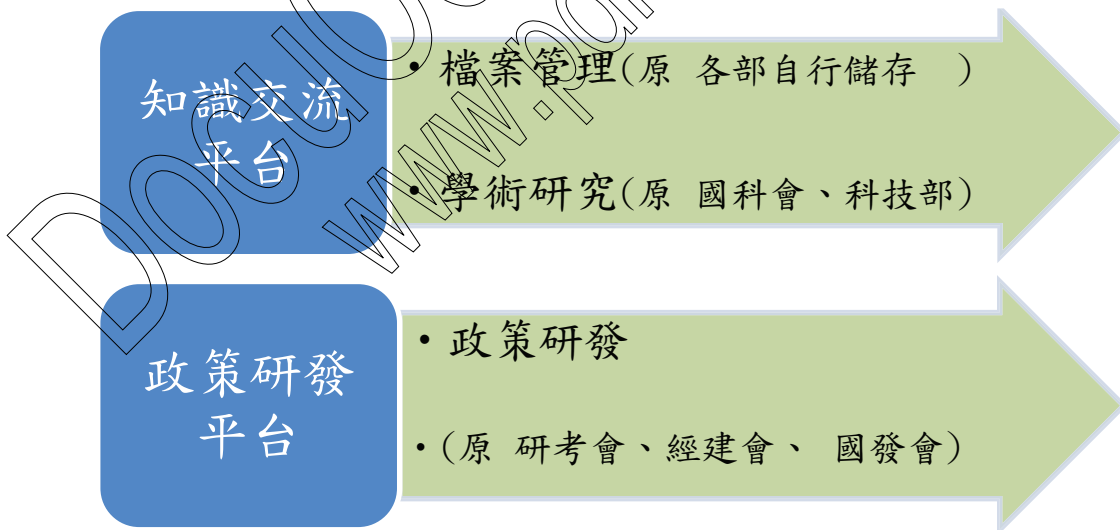 知識交流
平台
• 檔案管理(原 各部自行儲存 )
• 學術研究(原 國科會、科技部)
政策研發
平台
• 政策研發
• (原 研考會、經建會、 國發會)